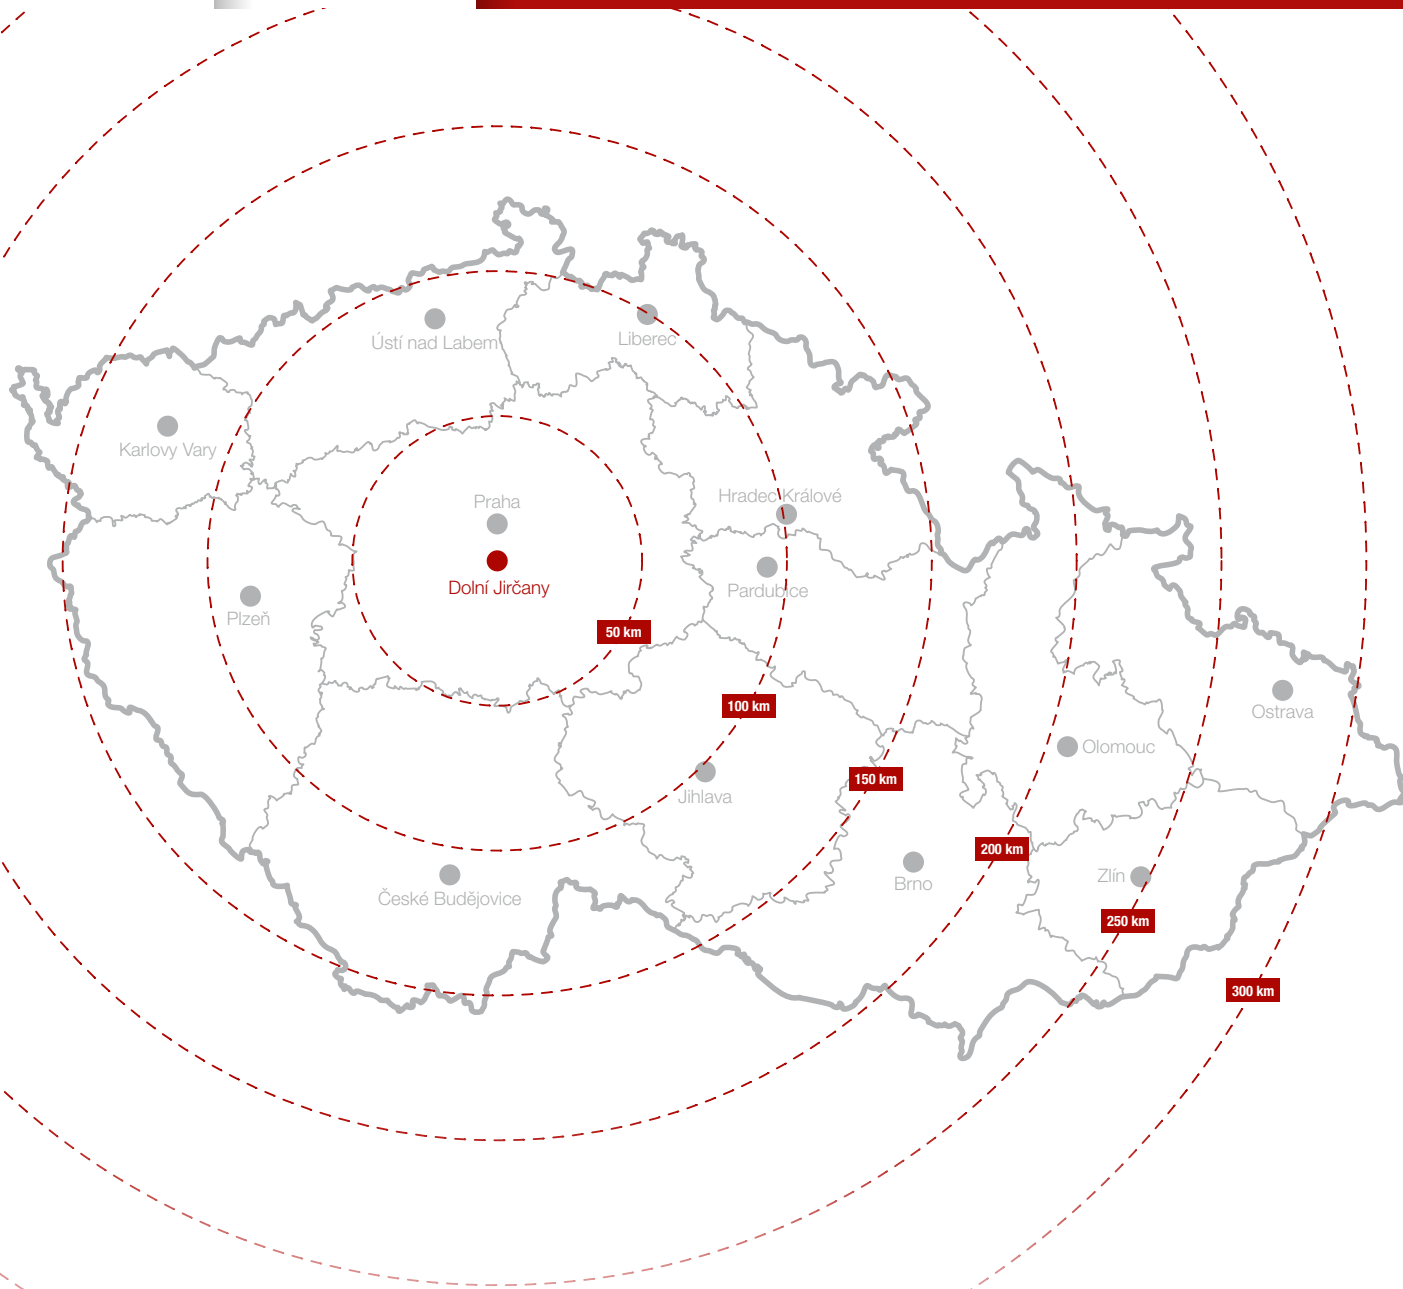 Ústí nad Labem
Liberec
Karlovy Vary
Praha
Hradec Králové
Dolní Jirčany
Pardubice
Plzeň
50 km
100 km
Ostrava
Olomouc
150 km
Jihlava
200 km
Zlín
Brno
České Budějovice
250 km
300 km